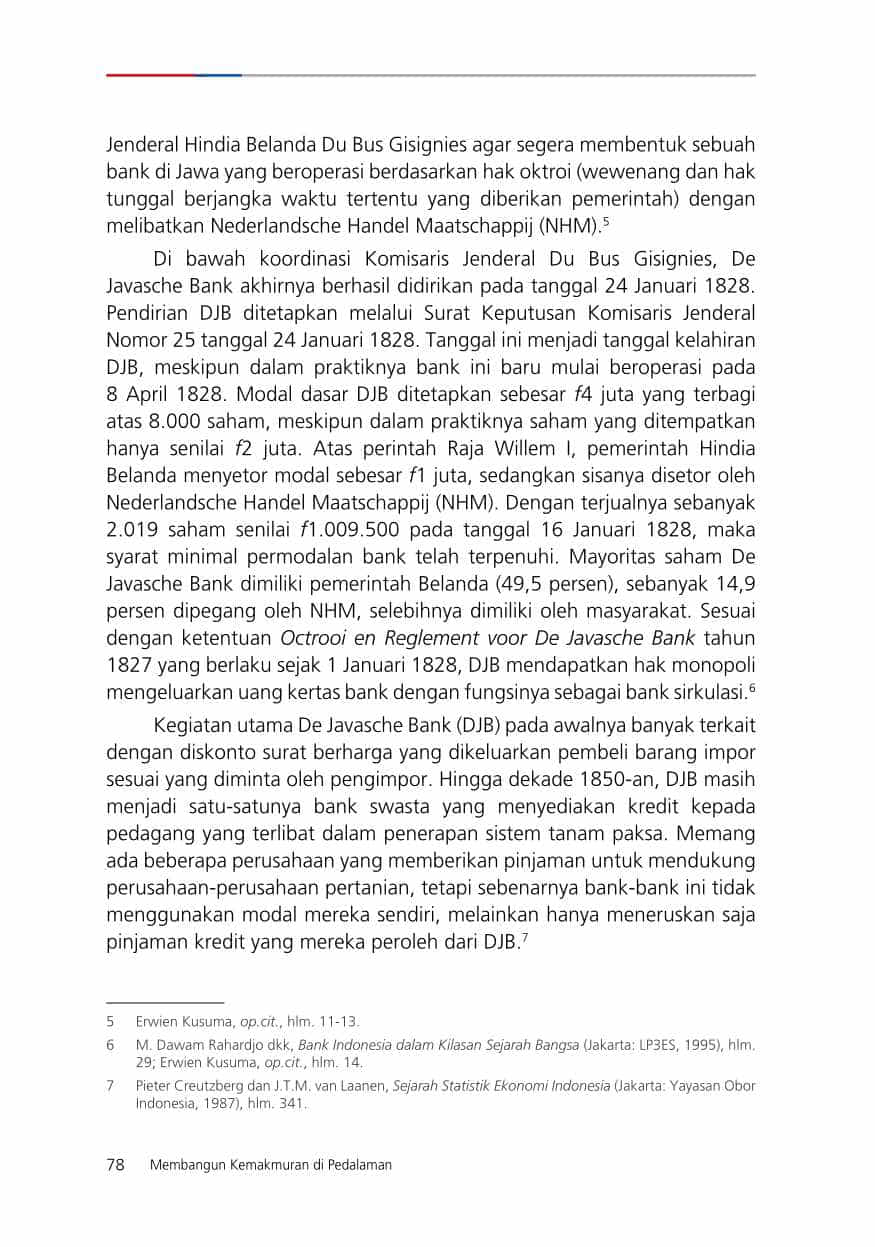 Jenderal Hindia Belanda Du Bus Gisignies agar segera membentuk sebuah
bank di Jawa yang beroperasi berdasarkan hak oktroi (wewenang dan hak
tunggal berjangka waktu tertentu yang diberikan pemerintah) dengan
melibatkan Nederlandsche Handel Maatschappij (NHM).⁵
Di bawah koordinasi Komisaris Jenderal Du Bus Gisignies, De
Javasche Bank akhirnya berhasil didirikan pada tanggal 24 Januari 1828.
Pendirian DJB ditetapkan melalui Surat Keputusan Komisaris Jenderal
Nomor 25 tanggal 24 Januari 1828. Tanggal ini menjadi tanggal kelahiran
DJB, meskipun dalam praktiknya bank ini baru mulai beroperasi pada
8 April 1828. Modal dasar DJB ditetapkan sebesar f4 juta yang terbagi
atas 8.000 saham, meskipun dalam praktiknya saham yang ditempatkan
hanya senilai f2 juta. Atas perintah Raja Willem I, pemerintah Hindia
Belanda menyetor modal sebesar f1 juta, sedangkan sisanya disetor oleh
Nederlandsche Handel Maatschappij (NHM). Dengan terjualnya sebanyak
2.019 saham senilai f1.009.500 pada tanggal 16 Januari 1828, maka
syarat minimal permodalan bank telah terpenuhi. Mayoritas saham De
Javasche Bank dimiliki pemerintah Belanda (49,5 persen), sebanyak 14,9
persen dipegang oleh NHM, selebihnya dimiliki oleh masyarakat. Sesuai
dengan ketentuan Octrooi en Reglement voor De Javasche Bank tahun
1827 yang berlaku sejak 1 Januari 1828, DJB mendapatkan hak monopoli
mengeluarkan uang kertas bank dengan fungsinya sebagai bank sirkulasi.⁶
Kegiatan utama De Javasche Bank (DJB) pada awalnya banyak terkait
dengan diskonto surat berharga yang dikeluarkan pembeli barang impor
sesuai yang diminta oleh pengimpor. Hingga dekade 1850-an, DJB masih
menjadi satu-satunya bank swasta yang menyediakan kredit kepada
pedagang yang terlibat dalam penerapan sistem tanam paksa. Memang
ada beberapa perusahaan yang memberikan pinjaman untuk mendukung
perusahaan-perusahaan pertanian, tetapi sebenarnya bank-bank ini tidak
menggunakan modal mereka sendiri, melainkan hanya meneruskan saja
pinjaman kredit yang mereka peroleh dari DJB.⁷
5 Erwien Kusuma, op.cit., hlm. 11-13.
6 M. Dawam Rahardjo dkk, Bank Indonesia dalam Kilasan Sejarah Bangsa (Jakarta: LP3ES, 1995), hlm.
29; Erwien Kusuma, op.cit., hlm. 14.
7 Pieter Creutzberg dan J.T.M. van Laanen, Sejarah Statistik Ekonomi Indonesia (Jakarta: Yayasan Obor
Indonesia, 1987), hlm. 341.
78 Membangun Kemakmuran di Pedalaman